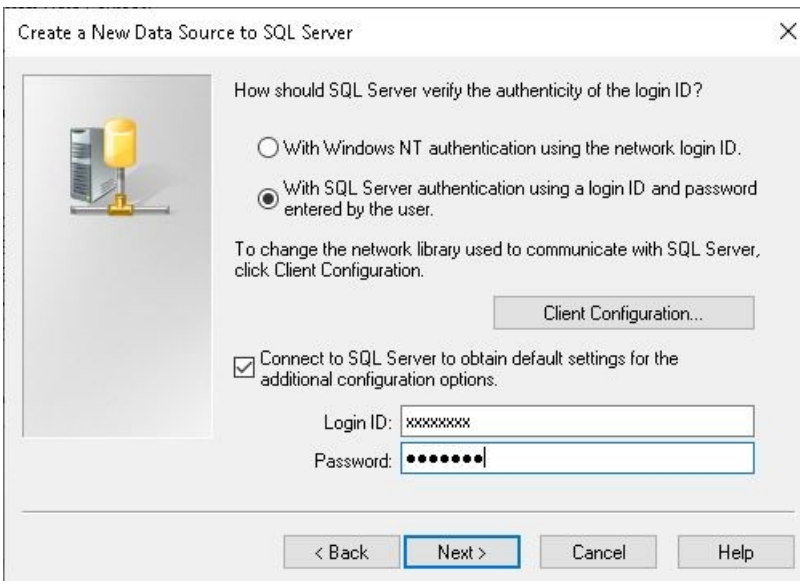 Create a New Data Source to SQL Server
How should SQL Server verify the authenticity of the login ID?
With Windows NT authentication using the network login ID.
With SQL Server authentication using a login ID and password
entered by the user.
To change the network library used to communicate with SQL Server,
click Client Configuration.
Client Configuration...
Connect to SQL Server to obtain default settings for the
additional configuration options.
Login ID: xxxxxxxx
Password: •••••••
< Back Next > Cancel Help